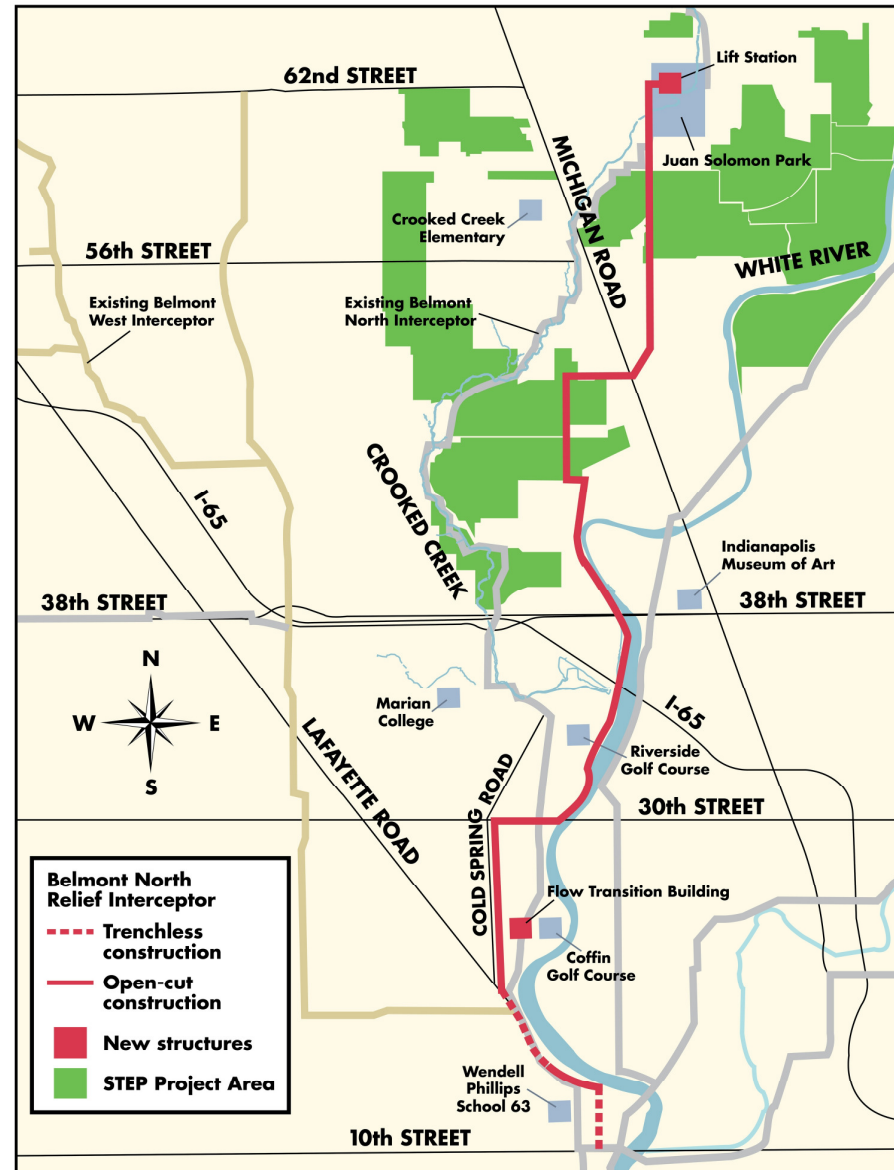 62nd STREET
Lift Station
MICHIGAN ROAD
Juan Solomon Park
Crooked Creek
Elementary
56th STREET
WHITE RIVER
Existing Belmont
West Interceptor
Existing Belmont
North Interceptor
CROOKED CREEK
I-65
Indianapolis
Museum of Art
38th STREET
38th STREET
N
W
E
S
Marian
College
I-65
LAFAYETTE ROAD
Riverside
Golf Course
COLD SPRING ROAD
30th STREET
Belmont North
Relief Interceptor
Trenchless
construction
Open-cut
construction
New structures
STEP Project Area
Flow Transition Building
Coffin
Golf Course
Wendell
Phillips
School 63
10th STREET